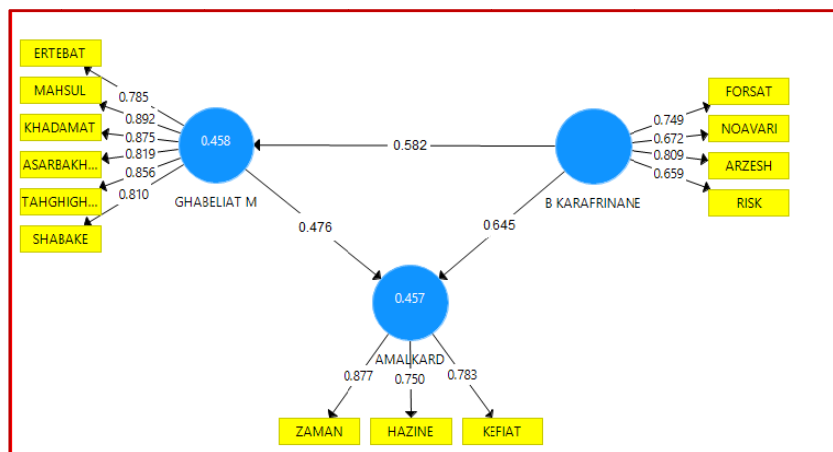 ERTEBAT
MAHSUL
KHADAMAT
ASARBAKH...
TAHGHIGH...
SHABAKE
0.785
0.892
0.875
0.819
0.856
0.810
0.458
GHABELIAT M
0.582
B KARAFRINANE
0.749
0.672
0.809
0.659
FORSAT
NOAVARI
ARZESH
RISK
0.476
0.645
0.457
AMALKARD
0.877
0.750
0.783
ZAMAN
HAZINE
KEFIAT